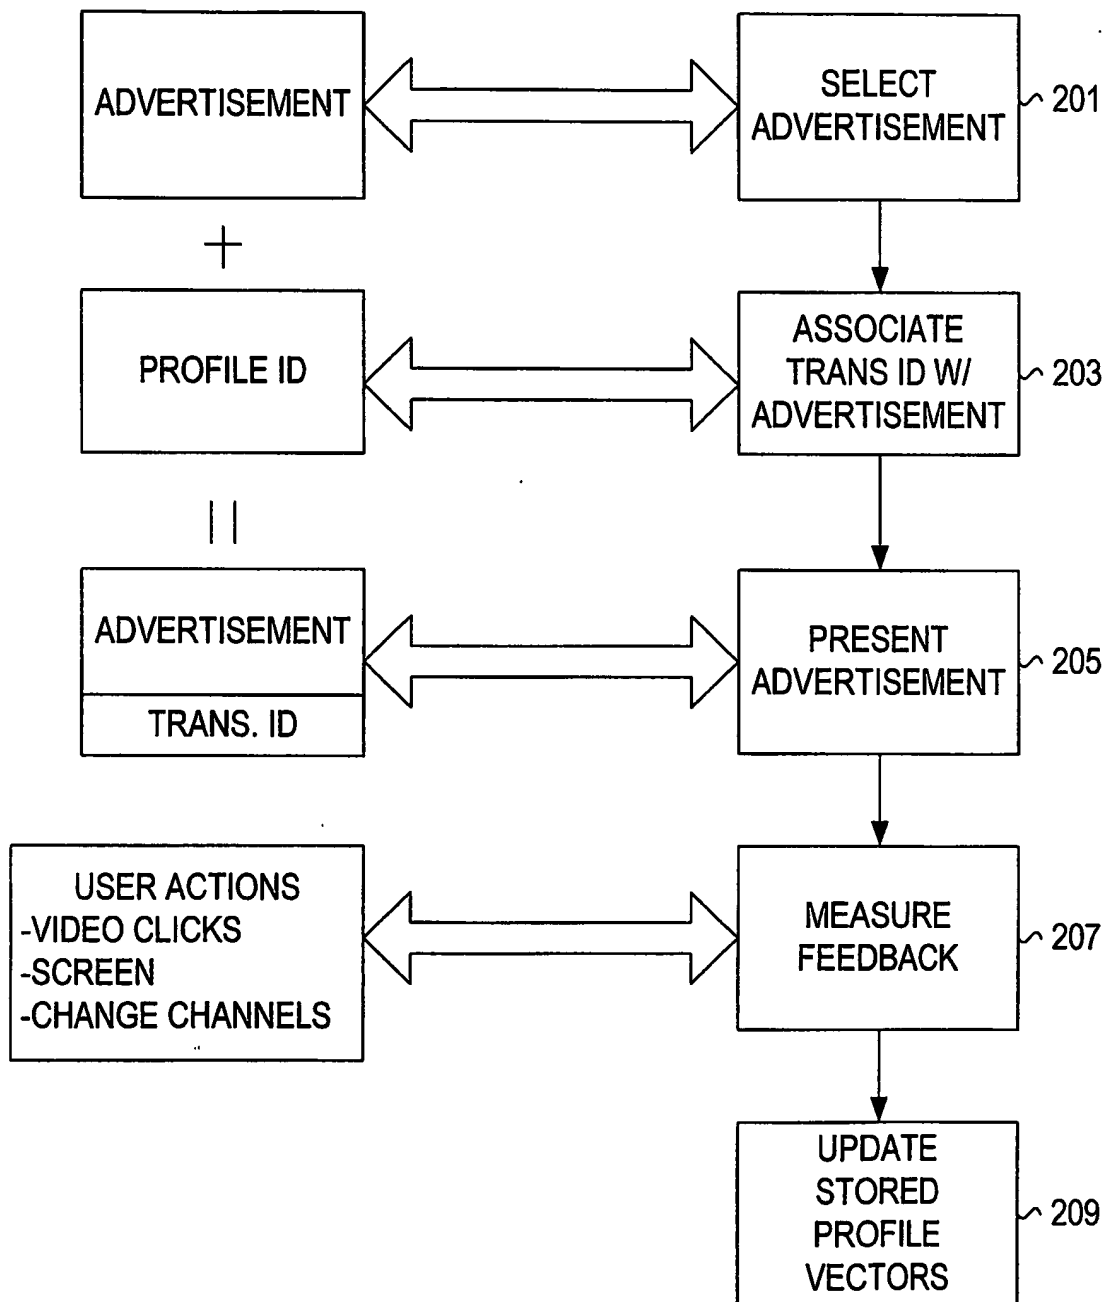 ADVERTISEMENT
SELECT
ADVERTISEMENT
201
+
PROFILE ID
ASSOCIATE
TRANS ID W/
ADVERTISEMENT
203
||
ADVERTISEMENT
TRANS. ID
PRESENT
ADVERTISEMENT
205
USER ACTIONS
-VIDEO CLICKS
-SCREEN
-CHANGE CHANNELS
MEASURE
FEEDBACK
207
UPDATE
STORED
PROFILE
VECTORS
209